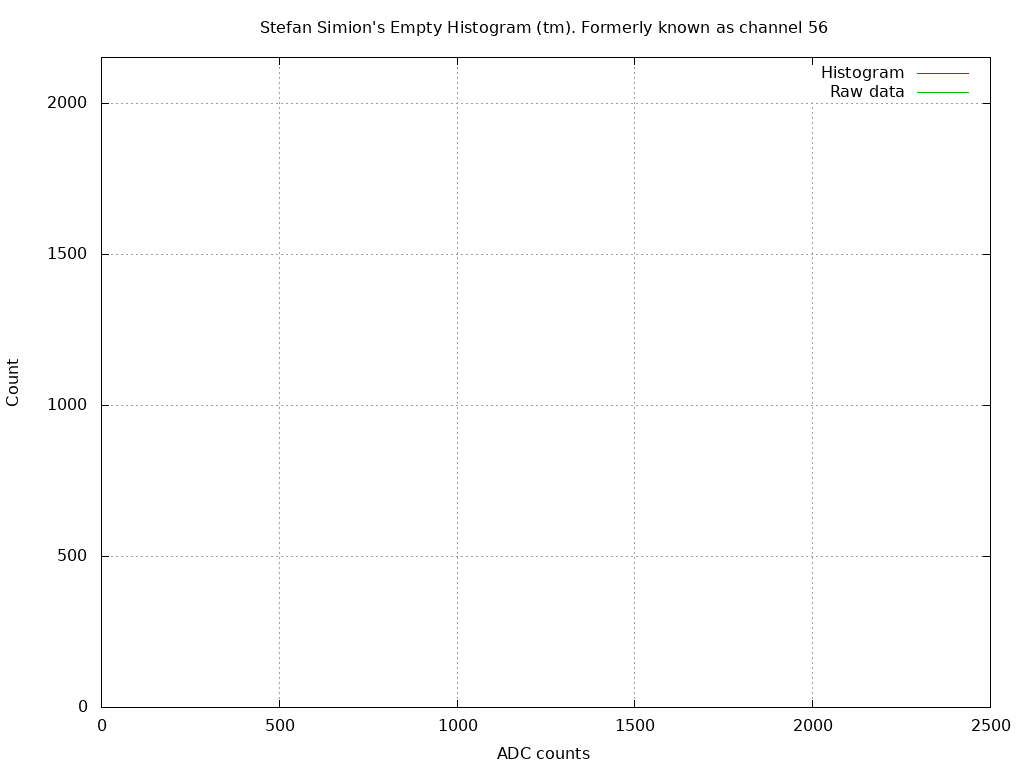 Stefan Simion's Empty Histogram (tm). Formerly known as channel 56
Histogram
Raw data
2000
1500
1000
500
0
Count
0 500 1000 1500 2000 2500
ADC counts